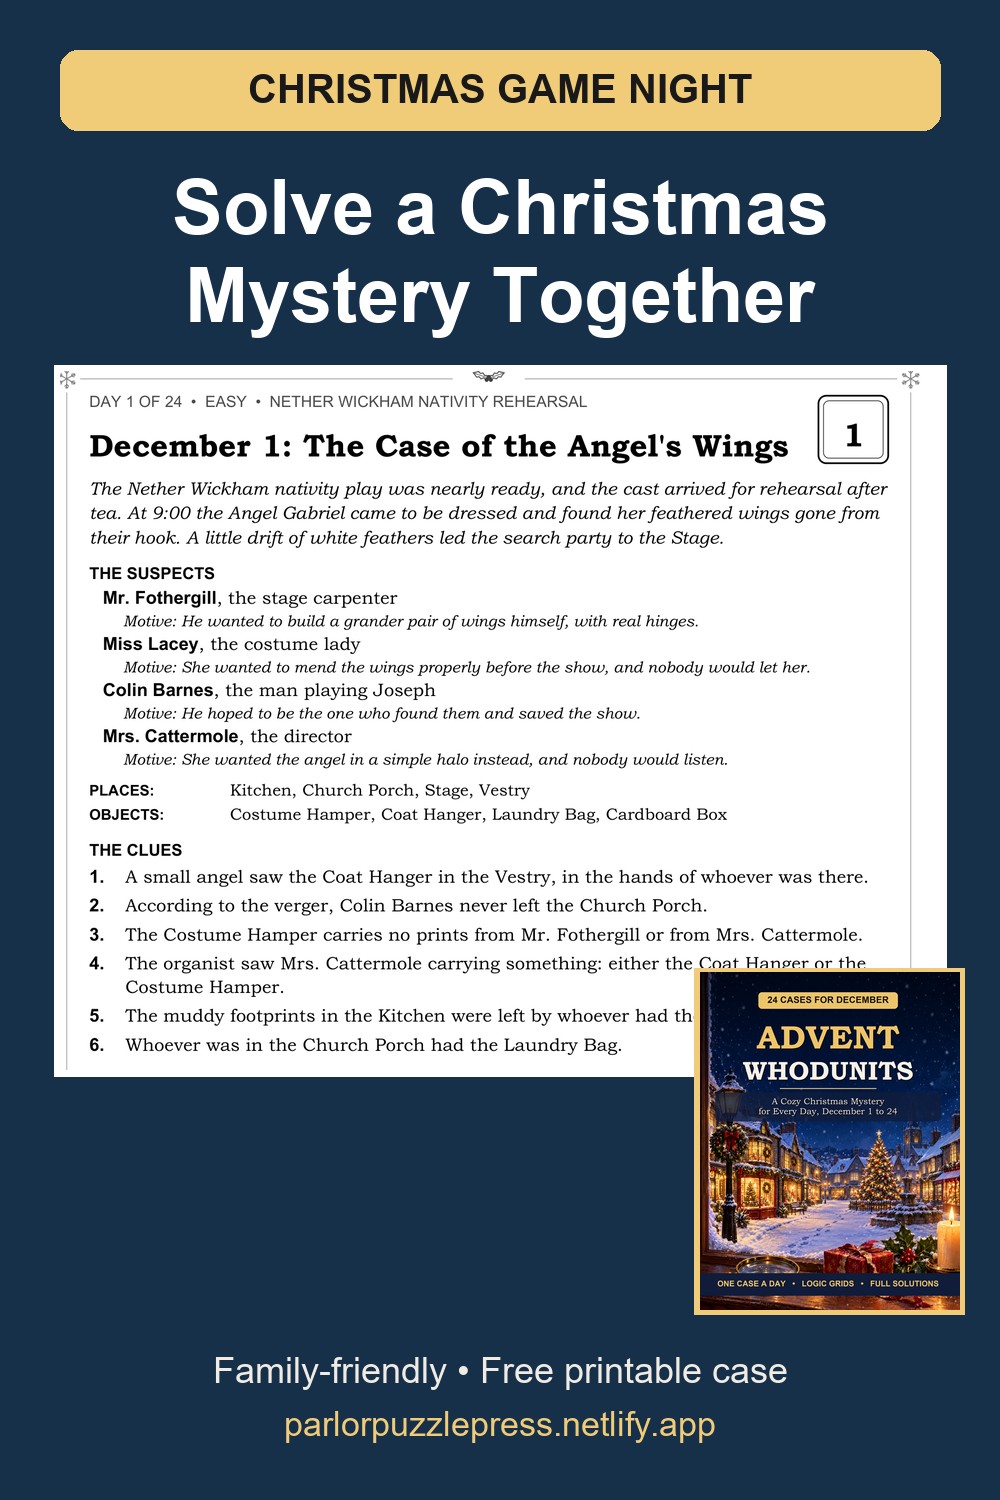 CHRISTMAS GAME NIGHT
Solve a Christmas
Mystery Together
DAY 1 OF 24 • EASY • NETHER WICKHAM NATIVITY REHEARSAL
1
December 1: The Case of the Angel's Wings
The Nether Wickham nativity play was nearly ready, and the cast arrived for rehearsal after
tea. At 9:00 the Angel Gabriel came to be dressed and found her feathered wings gone from
their hook. A little drift of white feathers led the search party to the Stage.
THE SUSPECTS
Mr. Fothergill, the stage carpenter
Motive: He wanted to build a grander pair of wings himself, with real hinges.
Miss Lacey, the costume lady
Motive: She wanted to mend the wings properly before the show, and nobody would let her.
Colin Barnes, the man playing Joseph
Motive: He hoped to be the one who found them and saved the show.
Mrs. Cattermole, the director
Motive: She wanted the angel in a simple halo instead, and nobody would listen.
PLACES: Kitchen, Church Porch, Stage, Vestry
OBJECTS: Costume Hamper, Coat Hanger, Laundry Bag, Cardboard Box
THE CLUES
1. A small angel saw the Coat Hanger in the Vestry, in the hands of whoever was there.
2. According to the verger, Colin Barnes never left the Church Porch.
3. The Costume Hamper carries no prints from Mr. Fothergill or from Mrs. Cattermole.
4. The organist saw Mrs. Cattermole carrying something: either the Coat Hanger or the
Costume Hamper.
5. The muddy footprints in the Kitchen were left by whoever had
6. Whoever was in the Church Porch had the Laundry Bag.
24 CASES FOR DECEMBER
ADVENT
WHODUNITS
A Cozy Christmas Mystery
for Every Day, December 1 to 24
ONE CASE A DAY • LOGIC GRIDS • FULL SOLUTIONS
Family-friendly • Free printable case
parlorpuzzlepress.netlify.app